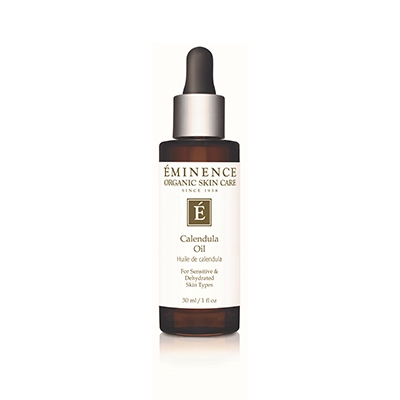 ÉMINENCE
ORGANIC SKIN CARE
SINCE 1958
É
Calendula
Oil
Huile de calendula
For Sensitive &
Dehydrated
Skin Types
30 ml / 1 fl oz